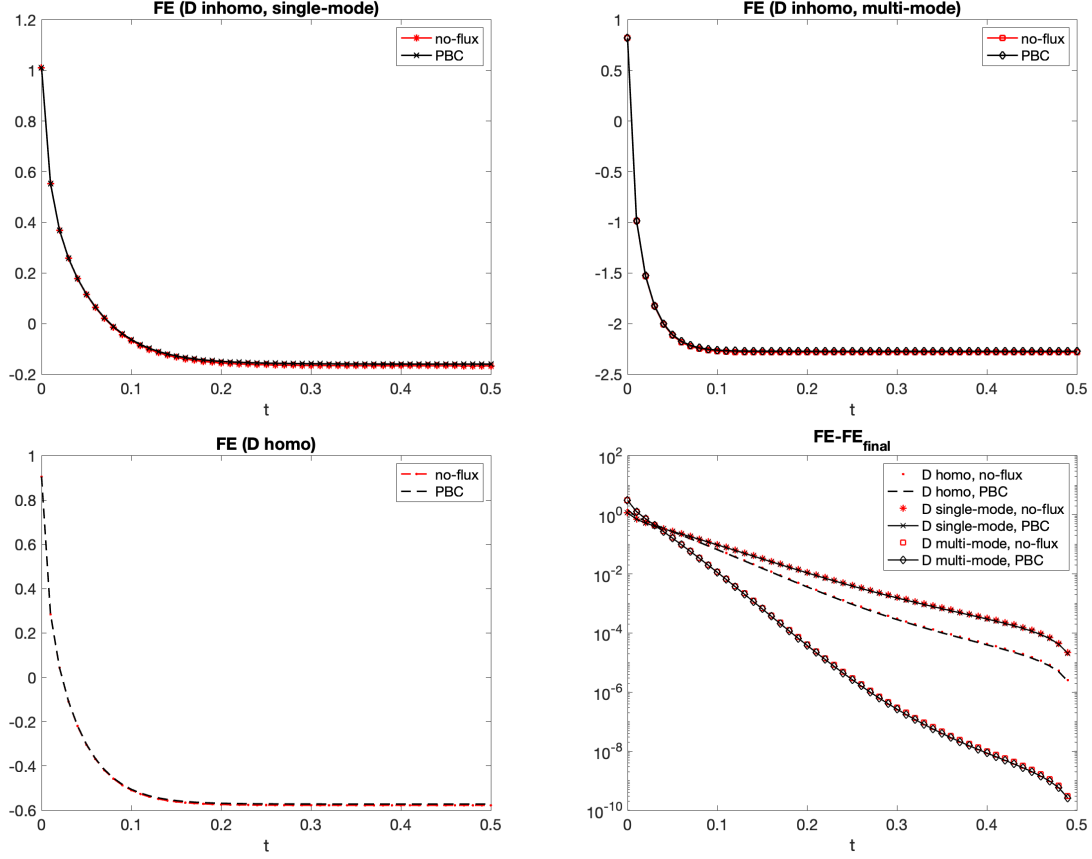 FE (D inhomo, single-mode)
1.2
1
0.8
0.6
0.4
0.2
0
-0.2
0
0.1
0.2
0.3
0.4
0.5
t
no-flux
PBC
FE (D inhomo, multi-mode)
1
0.5
0
-0.5
-1
-1.5
-2
-2.5
0
0.1
0.2
0.3
0.4
0.5
t
no-flux
PBC
FE (D homo)
1
0.8
0.6
0.4
0.2
0
-0.2
-0.4
-0.6
0
0.1
0.2
0.3
0.4
0.5
t
no-flux
PBC
FE-FE_final
10^2
10^0
10^-2
10^-4
10^-6
10^-8
10^-10
0
0.1
0.2
0.3
0.4
0.5
t
D homo, no-flux
D homo, PBC
D single-mode, no-flux
D single-mode, PBC
D multi-mode, no-flux
D multi-mode, PBC